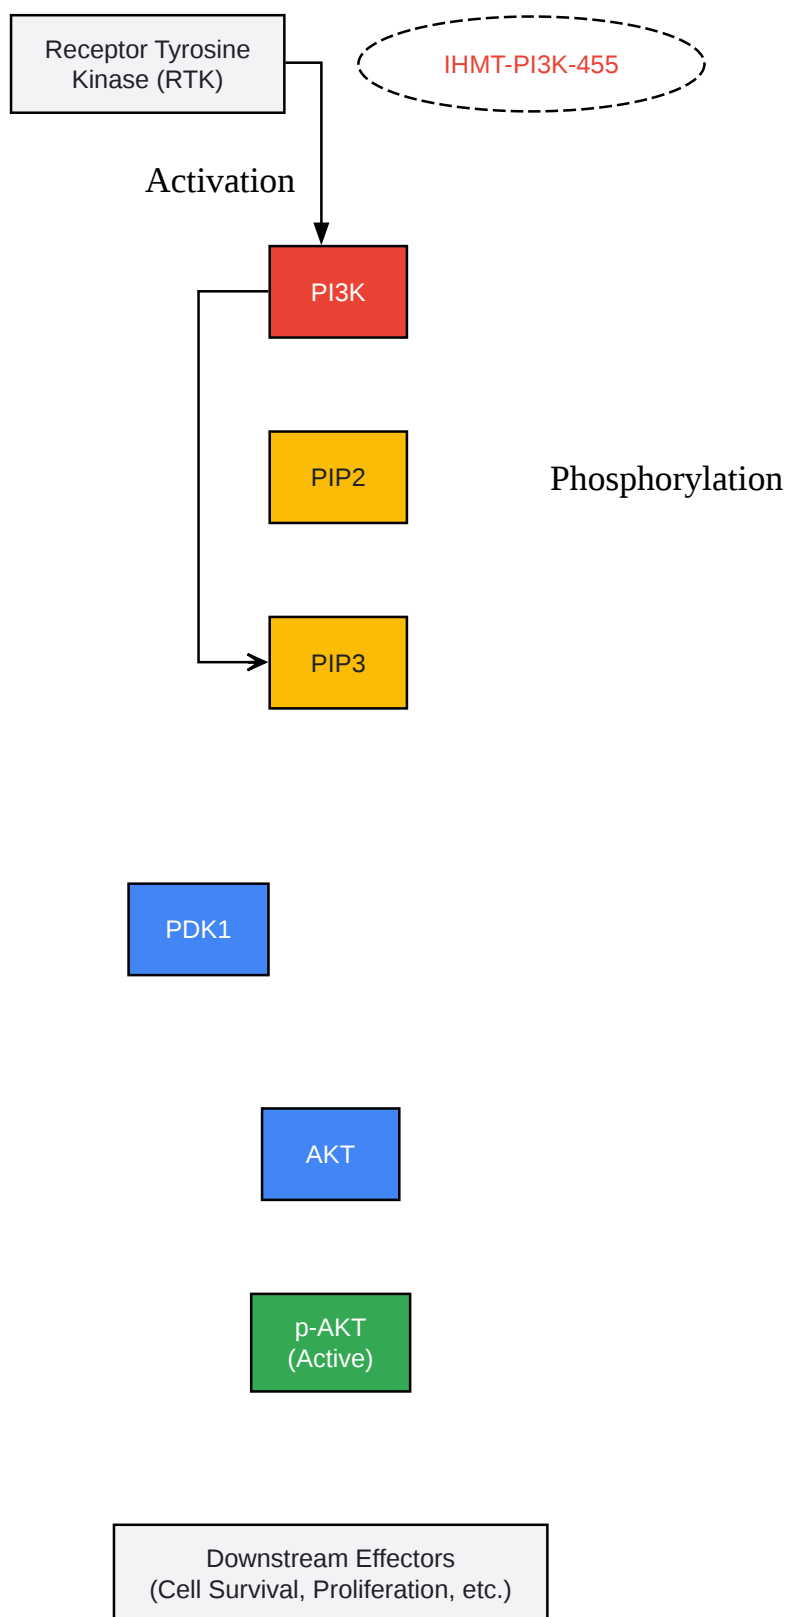 Receptor Tyrosine
Kinase (RTK)
IHMT-PI3K-455
Activation
PI3K
PIP2
Phosphorylation
PIP3
PDK1
AKT
p-AKT
(Active)
Downstream Effectors
(Cell Survival, Proliferation, etc.)